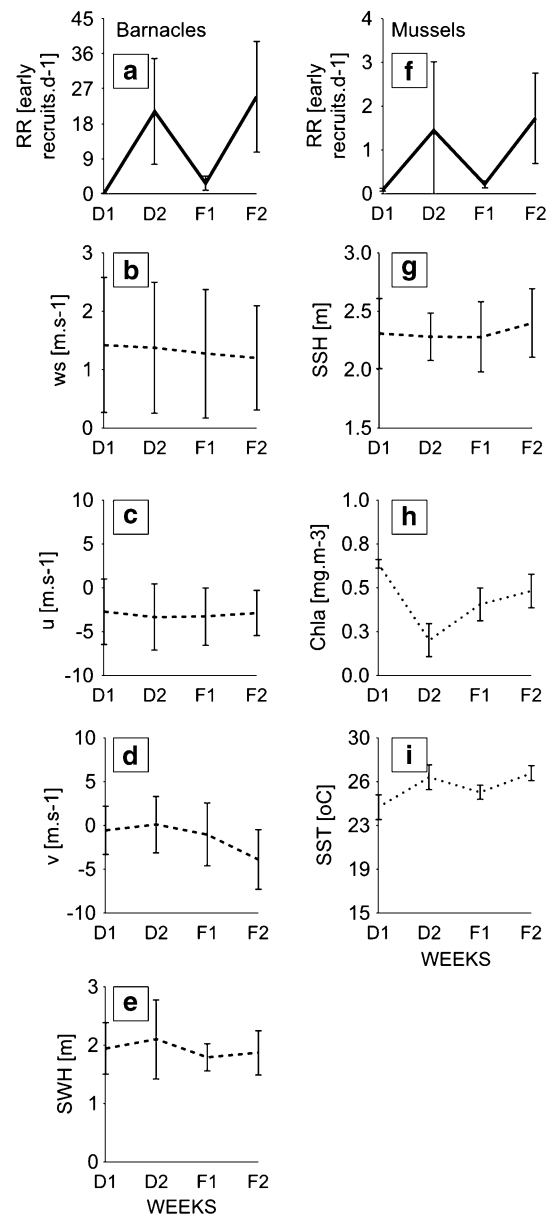 Barnacles
a
RR [early
recruits.d-1]
45
36
27
18
9
0
D1 D2 F1 F2
Mussels
f
RR [early
recruits.d-1]
4
3
2
1
0
D1 D2 F1 F2
b
ws [m.s-1]
3
2
1
0
D1 D2 F1 F2
g
SSH [m]
3.0
2.5
2.0
1.5
D1 D2 F1 F2
c
u [m.s-1]
10
5
0
-5
-10
D1 D2 F1 F2
h
Chla [mg.m-3]
1.0
0.8
0.5
0.3
0.0
D1 D2 F1 F2
d
v [m.s-1]
10
5
0
-5
-10
D1 D2 F1 F2
i
SST [oC]
30
26
23
19
15
D1 D2 F1 F2
WEEKS
e
SWH [m]
3
2
1
0
D1 D2 F1 F2
WEEKS